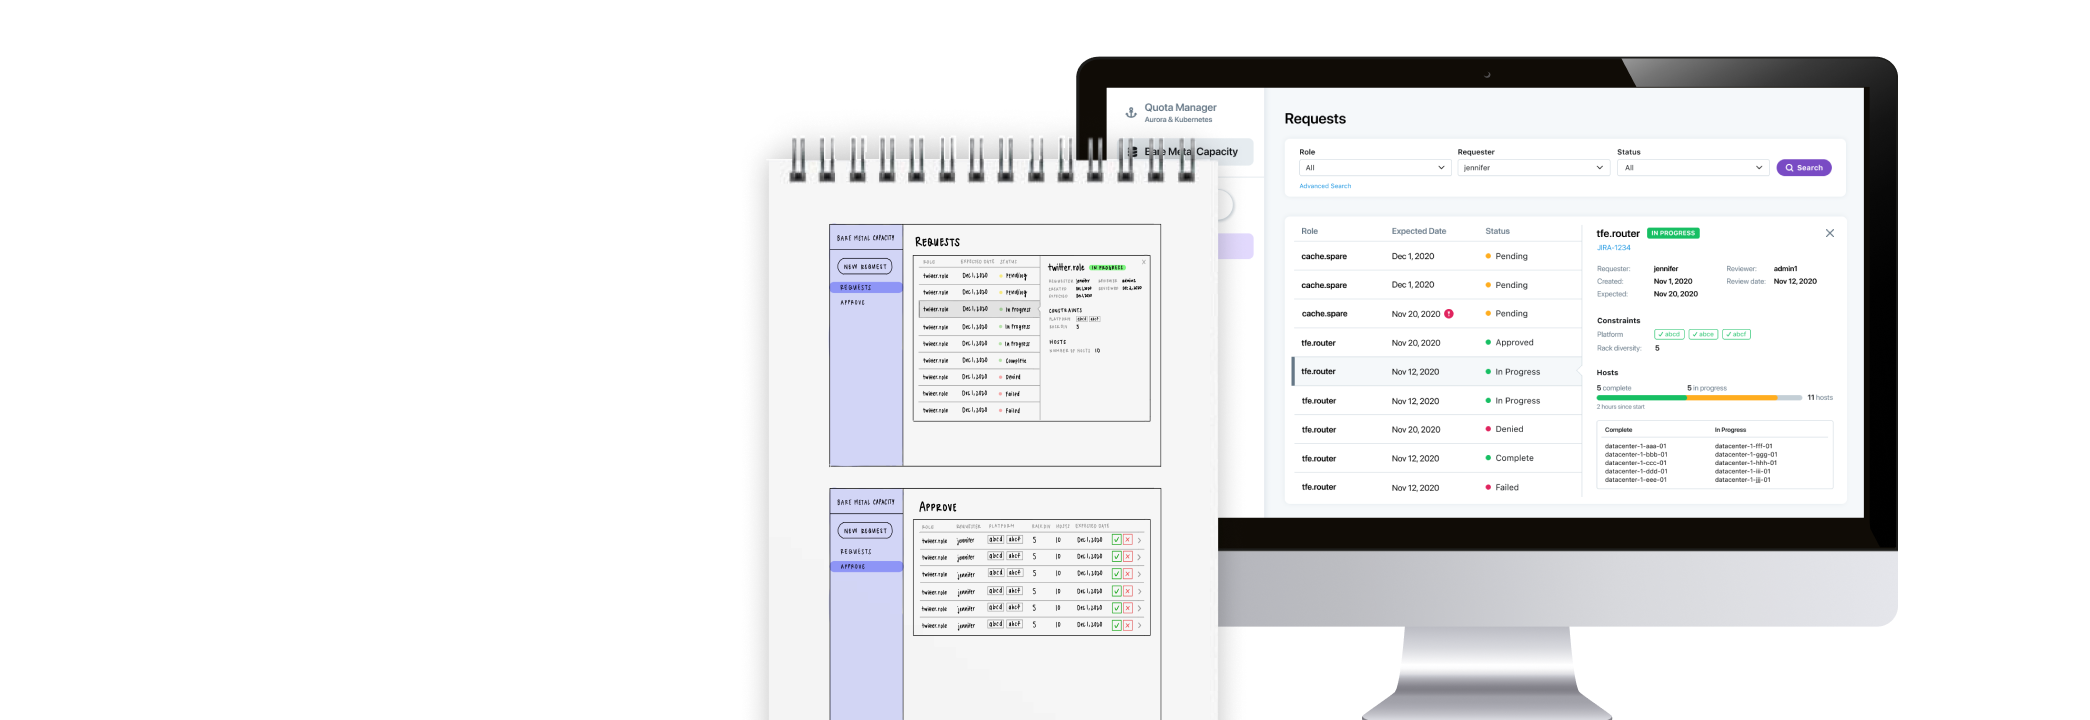 Quota Manager
Aurora & Kubernetes
Bare Metal Capacity
Requests
Role Requester Status
All jennifer All Search
Advanced Search
Role Expected Date Status
cache.spare Dec 1, 2020 Pending
cache.spare Dec 1, 2020 Pending
cache.spare Nov 20, 2020 ! Pending
tfe.router Nov 20, 2020 Approved
tfe.router Nov 12, 2020 In Progress
tfe.router Nov 12, 2020 In Progress
tfe.router Nov 20, 2020 Denied
tfe.router Nov 12, 2020 Complete
tfe.router Nov 12, 2020 Failed
tfe.router IN PROGRESS
JIRA-1234
Requester: jennifer Reviewer: admin1
Created: Nov 1, 2020 Review date: Nov 12, 2020
Expected: Nov 20, 2020
Constraints
Platform ✓ abcd ✓ abce ✓ abcf
Rack diversity: 5
Hosts
5 complete 5 in progress
11 hosts
2 hours since start
Complete In Progress
datacenter-1-aaa-01 datacenter-1-fff-01
datacenter-1-bbb-01 datacenter-1-ggg-01
datacenter-1-ccc-01 datacenter-1-hhh-01
datacenter-1-ddd-01 datacenter-1-iii-01
datacenter-1-eee-01 datacenter-1-jjj-01
BARE METAL CAPACITY
NEW REQUEST
REQUESTS
APPROVE
REQUESTS
ROLE EXPECTED DATE STATUS
twitter.role Dec 1, 2020 Pending
twitter.role Dec 1, 2020 Pending
twitter.role Dec 1, 2020 In Progress
twitter.role Dec 1, 2020 In Progress
twitter.role Dec 1, 2020 In Progress
twitter.role Dec 1, 2020 Complete
twitter.role Dec 1, 2020 Denied
twitter.role Dec 1, 2020 Failed
twitter.role Dec 1, 2020 Failed
twitter.role IN PROGRESS
REQUESTER jennifer REVIEWER admin1
CREATED Dec 1, 2020 REVIEWED Dec 2, 2020
EXPECTED Dec 1, 2020
CONSTRAINTS
PLATFORM abcd abcf
RACK DIV 5
HOSTS
NUMBER OF HOSTS 10
BARE METAL CAPACITY
NEW REQUEST
REQUESTS
APPROVE
APPROVE
ROLE REQUESTER PLATFORM RACK DIV HOSTS EXPECTED DATE
twitter.role jennifer abcd abcf 5 10 Dec 1, 2020
twitter.role jennifer abcd abcf 5 10 Dec 1, 2020
twitter.role jennifer abcd abcf 5 10 Dec 1, 2020
twitter.role jennifer abcd abcf 5 10 Dec 1, 2020
twitter.role jennifer abcd abcf 5 10 Dec 1, 2020
twitter.role jennifer abcd abcf 5 10 Dec 1, 2020